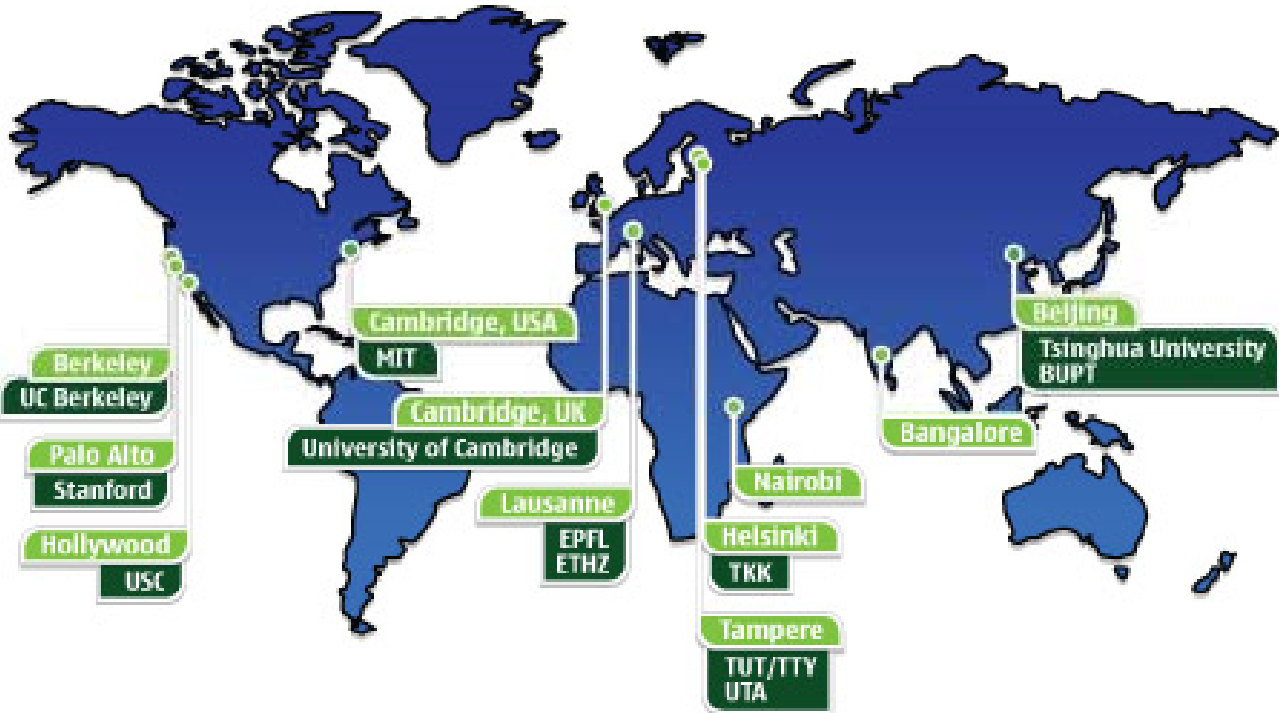 Cambridge, USA
MIT
Berkeley
UC Berkeley
Palo Alto
Stanford
Hollywood
USC
Cambridge, UK
University of Cambridge
Lausanne
EPFL
ETHZ
Nairobi
Helsinki
TKK
Tampere
TUT/TTY
UTA
Bangalore
Beijing
Tsinghua University
BUPT